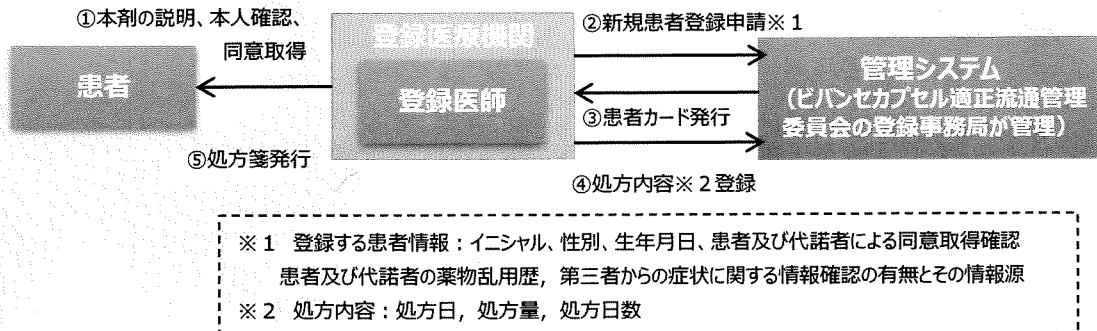 ①本剤の説明、本人確認、
同意取得
患者
⑤処方箋発行
登録医療機関
登録医師
②新規患者登録申請※1
③患者カード発行
④処方内容※2登録
管理システム
（ビバンセカプセル適正流通管理
委員会の登録事務局が管理）
※1 登録する患者情報：イニシャル、性別、生年月日、患者及び代諾者による同意取得確認
患者及び代諾者の薬物乱用歴，第三者からの症状に関する情報確認の有無とその情報源
※2 処方内容：処方日，処方量，処方日数